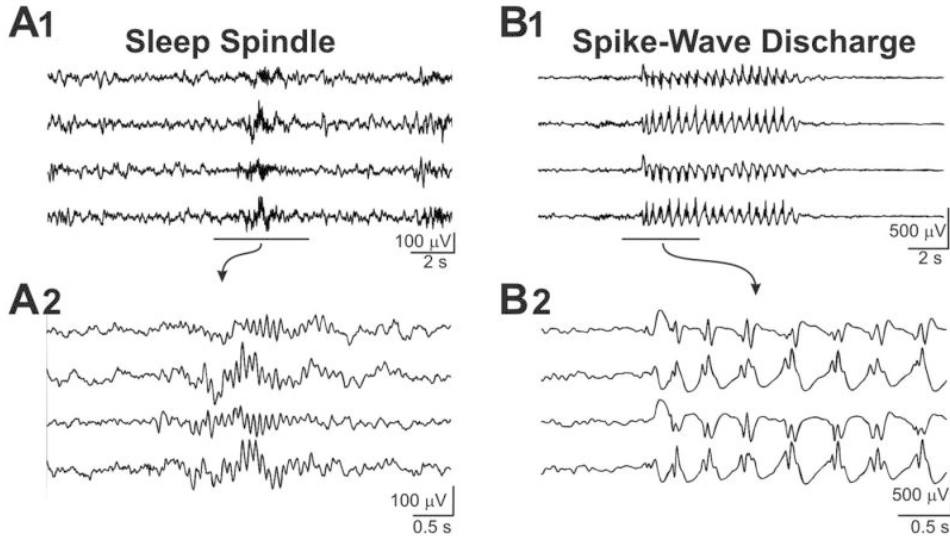 A1
Sleep Spindle
100 μV
2 s
B1
Spike-Wave Discharge
500 μV
2 s
A2
100 μV
0.5 s
B2
500 μV
0.5 s